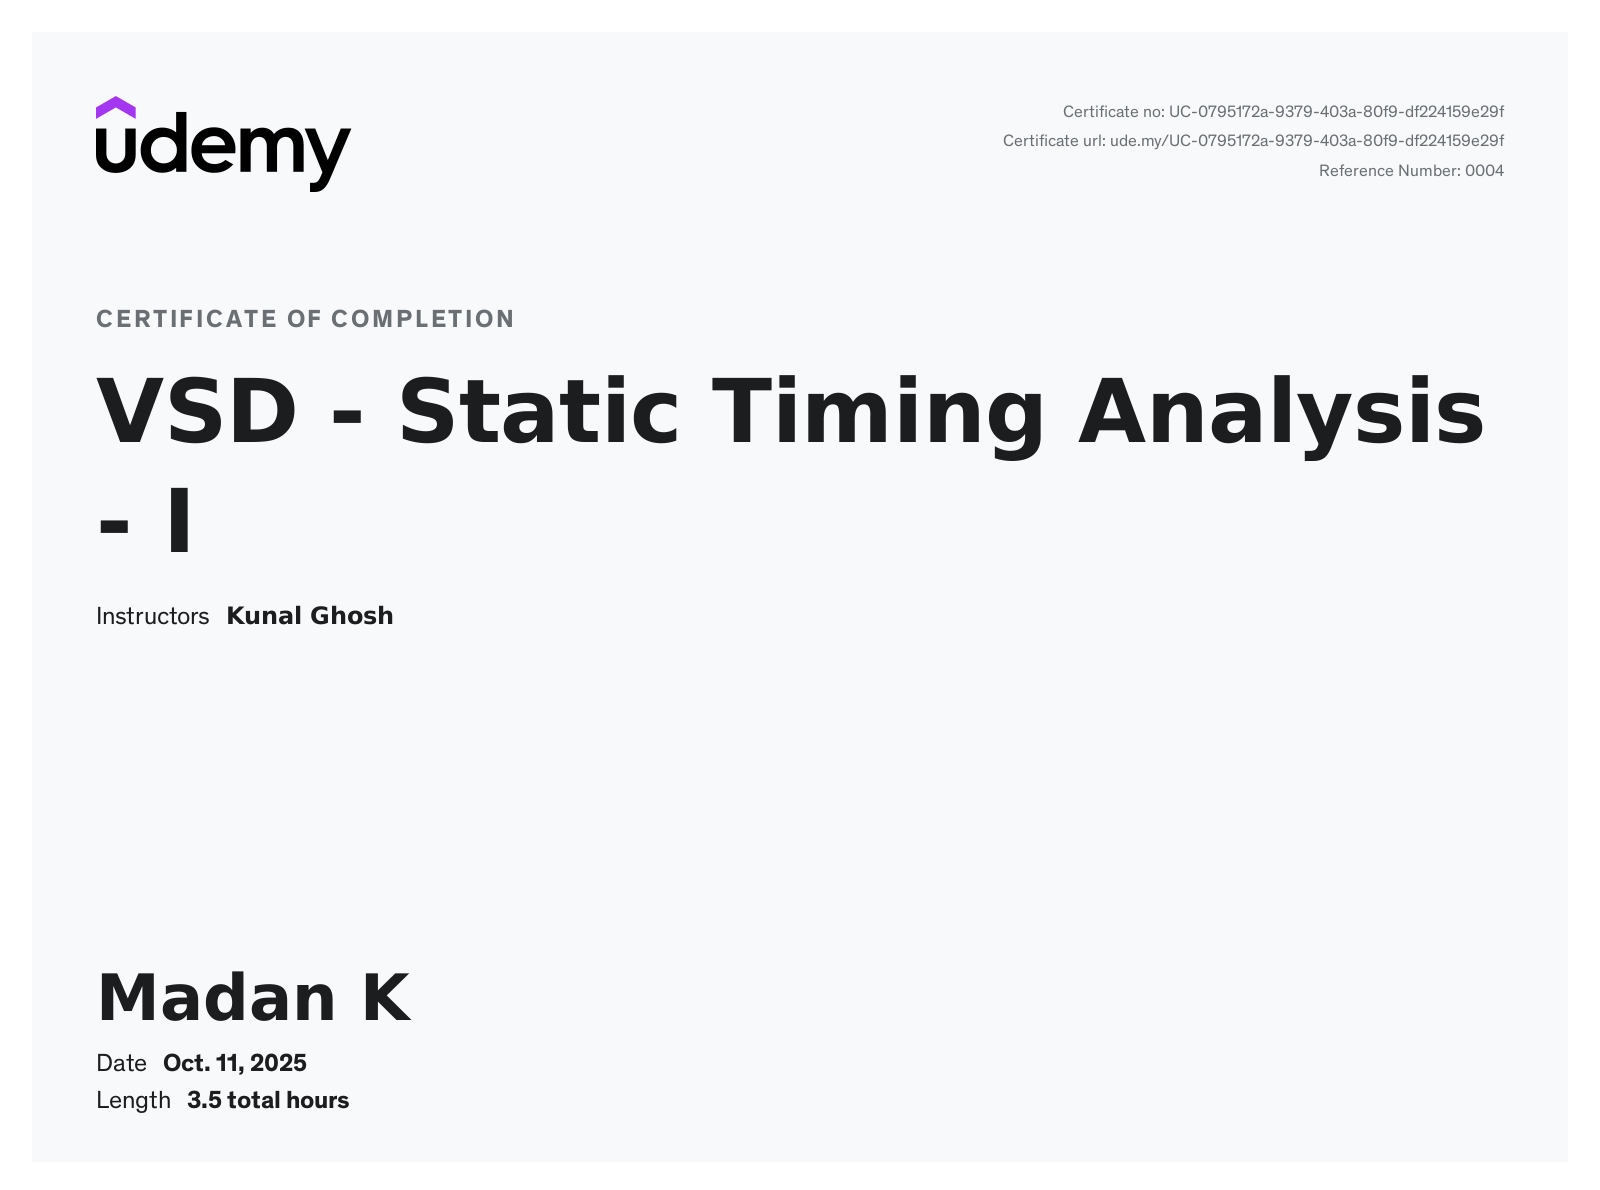 udemy
Certificate no: UC-0795172a-9379-403a-80f9-df224159e29f
Certificate url: ude.my/UC-0795172a-9379-403a-80f9-df224159e29f
Reference Number: 0004
CERTIFICATE OF COMPLETION
VSD - Static Timing Analysis
- I
Instructors Kunal Ghosh
Madan K
Date Oct. 11, 2025
Length 3.5 total hours